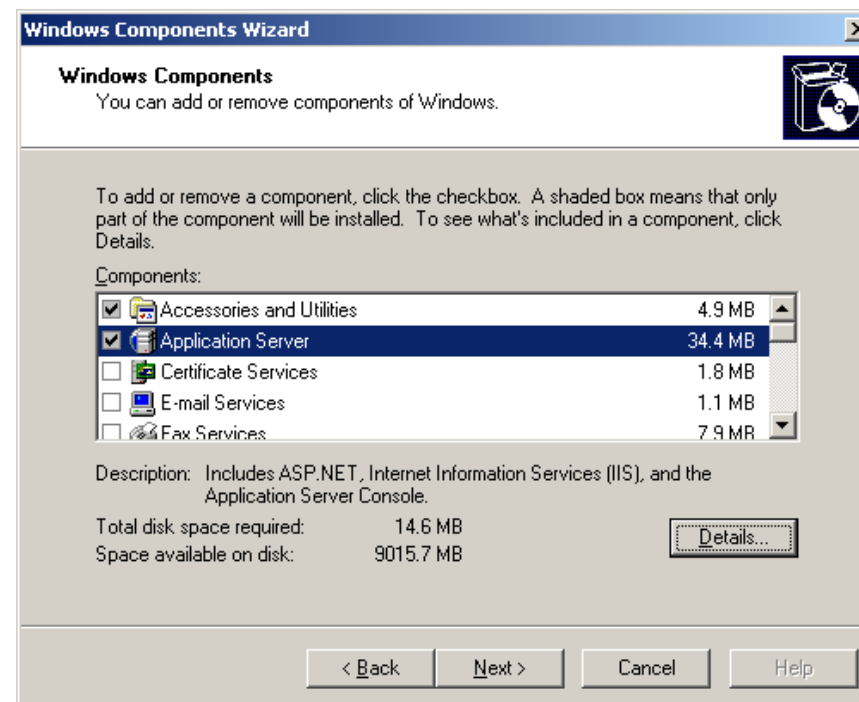 Windows Components Wizard
Windows Components
You can add or remove components of Windows.
To add or remove a component, click the checkbox. A shaded box means that only
part of the component will be installed. To see what's included in a component, click
Details.
Components:
Accessories and Utilities 4.9 MB
Application Server 34.4 MB
Certificate Services 1.8 MB
E-mail Services 1.1 MB
Fax Services 7.9 MB
Description: Includes ASP.NET, Internet Information Services (IIS), and the
Application Server Console.
Total disk space required: 14.6 MB
Space available on disk: 9015.7 MB
Details...
< Back Next > Cancel Help